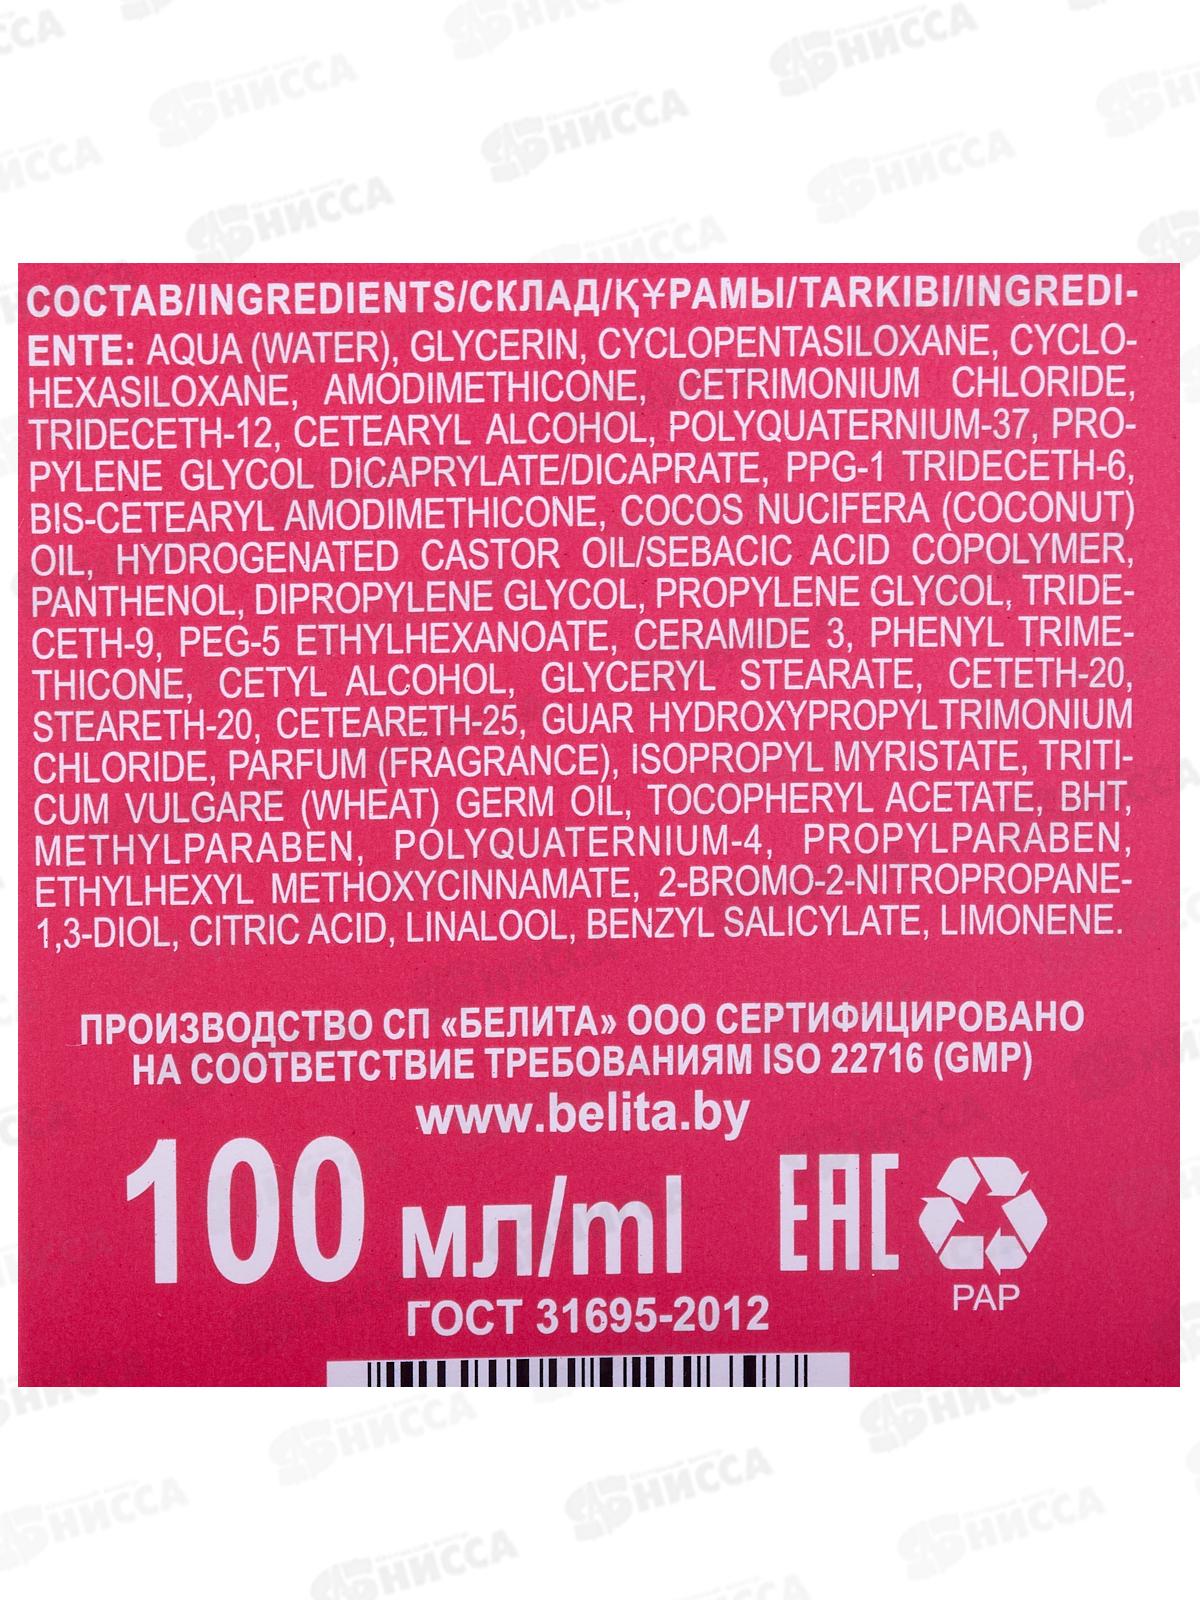 СОСТАВ/INGREDIENTS/СКЛАД/ҚҰРАМЫ/TARKIBI/INGREDI-
ENTE: AQUA (WATER), GLYCERIN, CYCLOPENTASILOXANE, CYCLO-
HEXASILOXANE, AMODIMETHICONE, CETRIMONIUM CHLORIDE,
TRIDECETH-12, CETEARYL ALCOHOL, POLYQUATERNIUM-37, PRO-
PYLENE GLYCOL DICAPRYLATE/DICAPRATE, PPG-1 TRIDECETH-6,
BIS-CETEARYL AMODIMETHICONE, COCOS NUCIFERA (COCONUT)
OIL, HYDROGENATED CASTOR OIL/SEBACIC ACID COPOLYMER,
PANTHENOL, DIPROPYLENE GLYCOL, PROPYLENE GLYCOL, TRIDE-
CETH-9, PEG-5 ETHYLHEXANOATE, CERAMIDE 3, PHENYL TRIME-
THICONE, CETYL ALCOHOL, GLYCERYL STEARATE, CETETH-20,
STEARETH-20, CETEARETH-25, GUAR HYDROXYPROPYLTRIMONIUM
CHLORIDE, PARFUM (FRAGRANCE), ISOPROPYL MYRISTATE, TRITI-
CUM VULGARE (WHEAT) GERM OIL, TOCOPHERYL ACETATE, BHT,
METHYLPARABEN, POLYQUATERNIUM-4, PROPYLPARABEN,
ETHYLHEXYL METHOXYCINNAMATE, 2-BROMO-2-NITROPROPANE-
1,3-DIOL, CITRIC ACID, LINALOOL, BENZYL SALICYLATE, LIMONENE.
ПРОИЗВОДСТВО СП «БЕЛИТА» ООО СЕРТИФИЦИРОВАНО
НА СООТВЕТСТВИЕ ТРЕБОВАНИЯМ ISO 22716 (GMP)
www.belita.by
100 мл/ml
EAC
PAP
ГОСТ 31695-2012